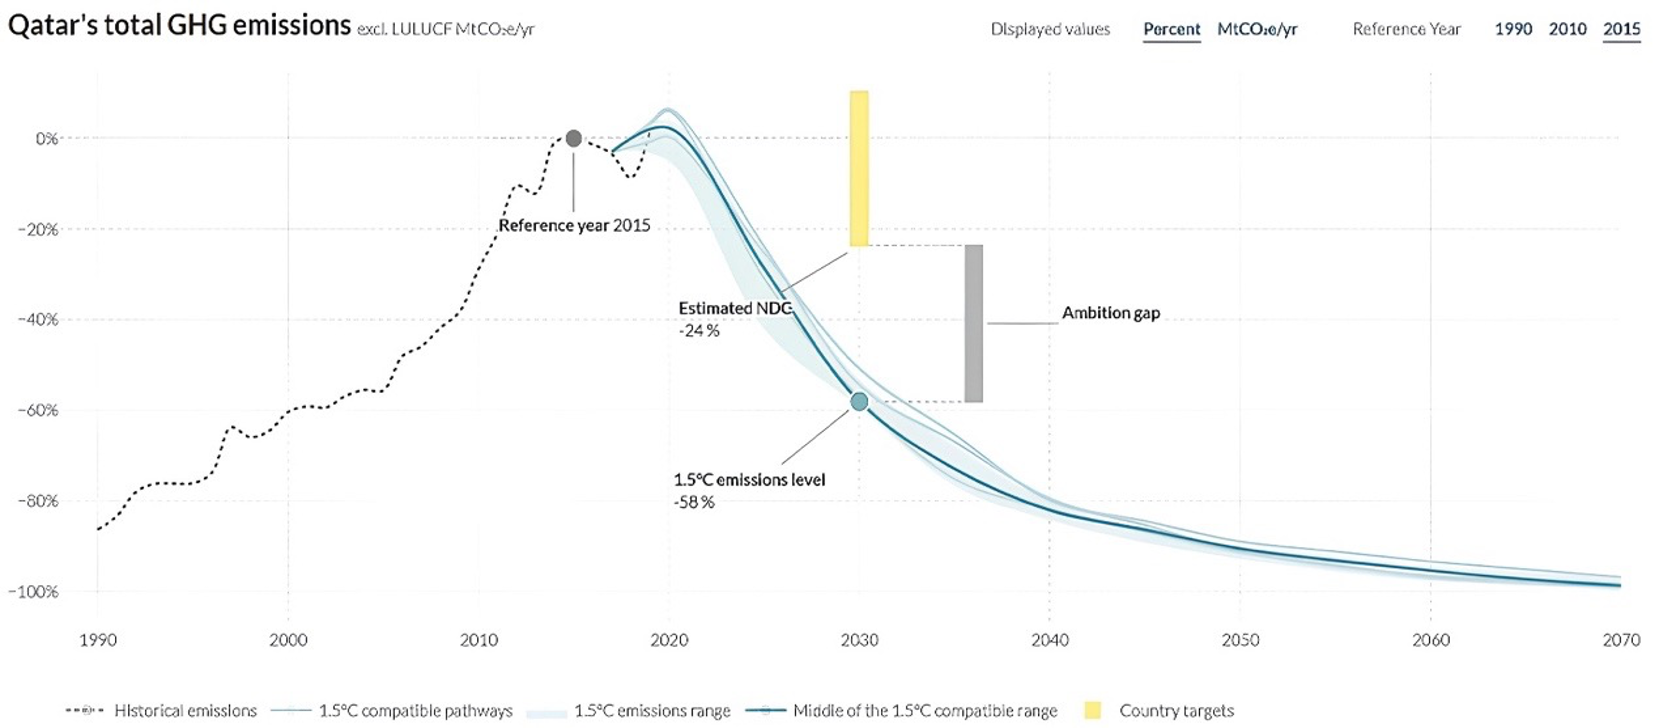 Qatar's total GHG emissions excl. LULUCF MtCO₂e/yr
Displayed values Percent MtCO₂e/yr Reference Year 1990 2010 2015
0%
Reference year 2015
−20%
Estimated NDC
-24 %
Ambition gap
−40%
−60%
1.5°C emissions level
-58 %
−80%
−100%
1990 2000 2010 2020 2030 2040 2050 2060 2070
Historical emissions 1.5°C compatible pathways 1.5°C emissions range Middle of the 1.5°C compatible range Country targets